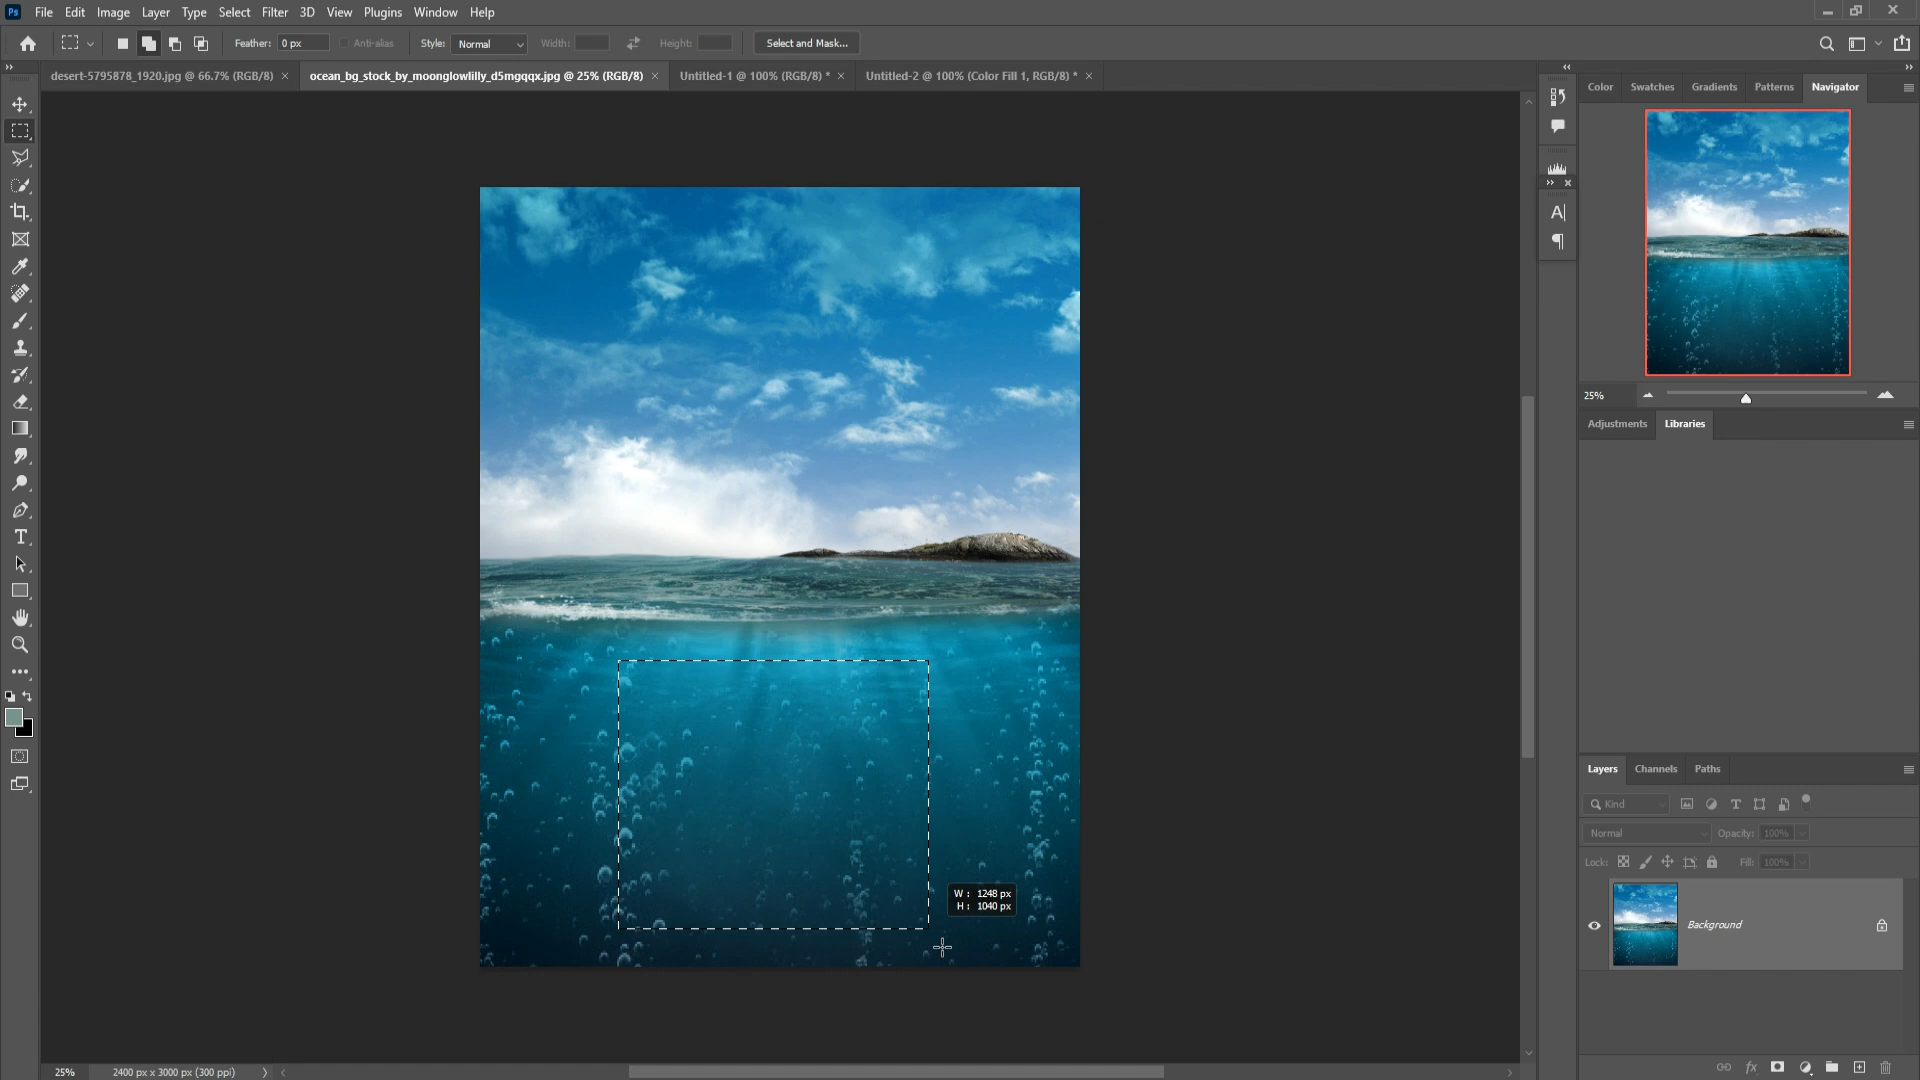 Ps File Edit Image Layer Type Select Filter 3D View Plugins Window Help
Feather: 0 px Anti-alias Style: Normal Width: Height: Select and Mask...
desert-5795878_1920.jpg @ 66.7% (RGB/8) × ocean_bg_stock_by_moonglowlilly_d5mgqqx.jpg @ 25% (RGB/8) × Untitled-1 @ 100% (RGB/8) * × Untitled-2 @ 100% (Color Fill 1, RGB/8) * ×
Color Swatches Gradients Patterns Navigator
25%
Adjustments Libraries
Layers Channels Paths
Kind
Normal Opacity: 100%
Lock: Fill: 100%
W : 1248 px
H : 1040 px
Background
25% 2400 px x 3000 px (300 ppi)